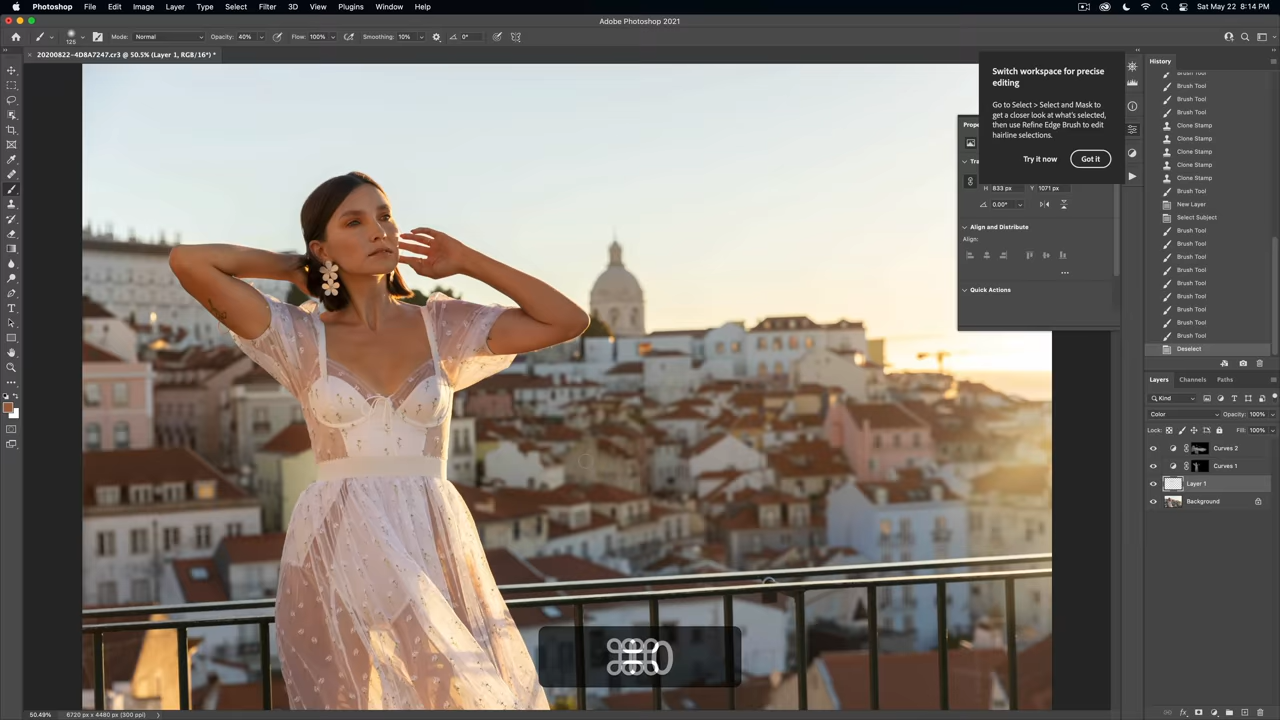 Photoshop File Edit Image Layer Type Select Filter 3D View Plugins Window Help Sat May 22 8:14 PM
Adobe Photoshop 2021
125 Mode: Normal Opacity: 40% Flow: 100% Smoothing: 10% 0°
20200822-4D8A7247.cr3 @ 50.5% (Layer 1, RGB/16*) *
Switch workspace for precise
editing
Go to Select > Select and Mask to
get a closer look at what's selected,
then use Refine Edge Brush to edit
hairline selections.
Try it now Got it
H 833 px Y 1071 px
0.00°
Align and Distribute
Align:
Quick Actions
History
Brush Tool
Brush Tool
Brush Tool
Brush Tool
Clone Stamp
Clone Stamp
Clone Stamp
Clone Stamp
Clone Stamp
Brush Tool
New Layer
Select Subject
Brush Tool
Brush Tool
Brush Tool
Brush Tool
Brush Tool
Brush Tool
Brush Tool
Brush Tool
Brush Tool
Deselect
Layers Channels Paths
Kind
Color Opacity: 100%
Lock: Fill: 100%
Curves 2
Curves 1
Layer 1
Background
50.49% 6720 px x 4480 px (300 ppi)